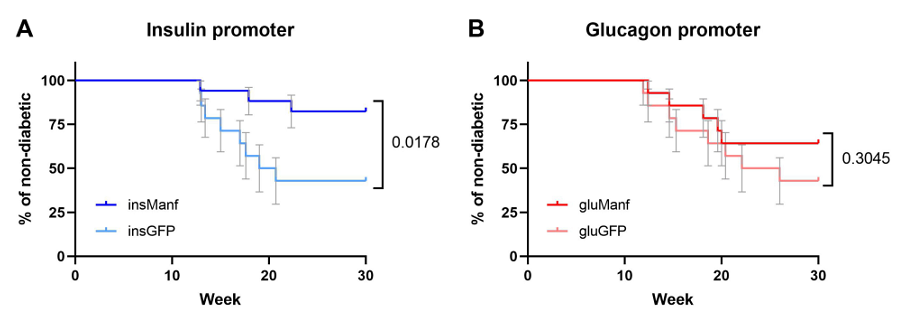 A
Insulin promoter
% of non-diabetic
100
75
50
25
0
0
10
20
30
Week
insManf
insGFP
0.0178
B
Glucagon promoter
% of non-diabetic
100
75
50
25
0
0
10
20
30
Week
gluManf
gluGFP
0.3045